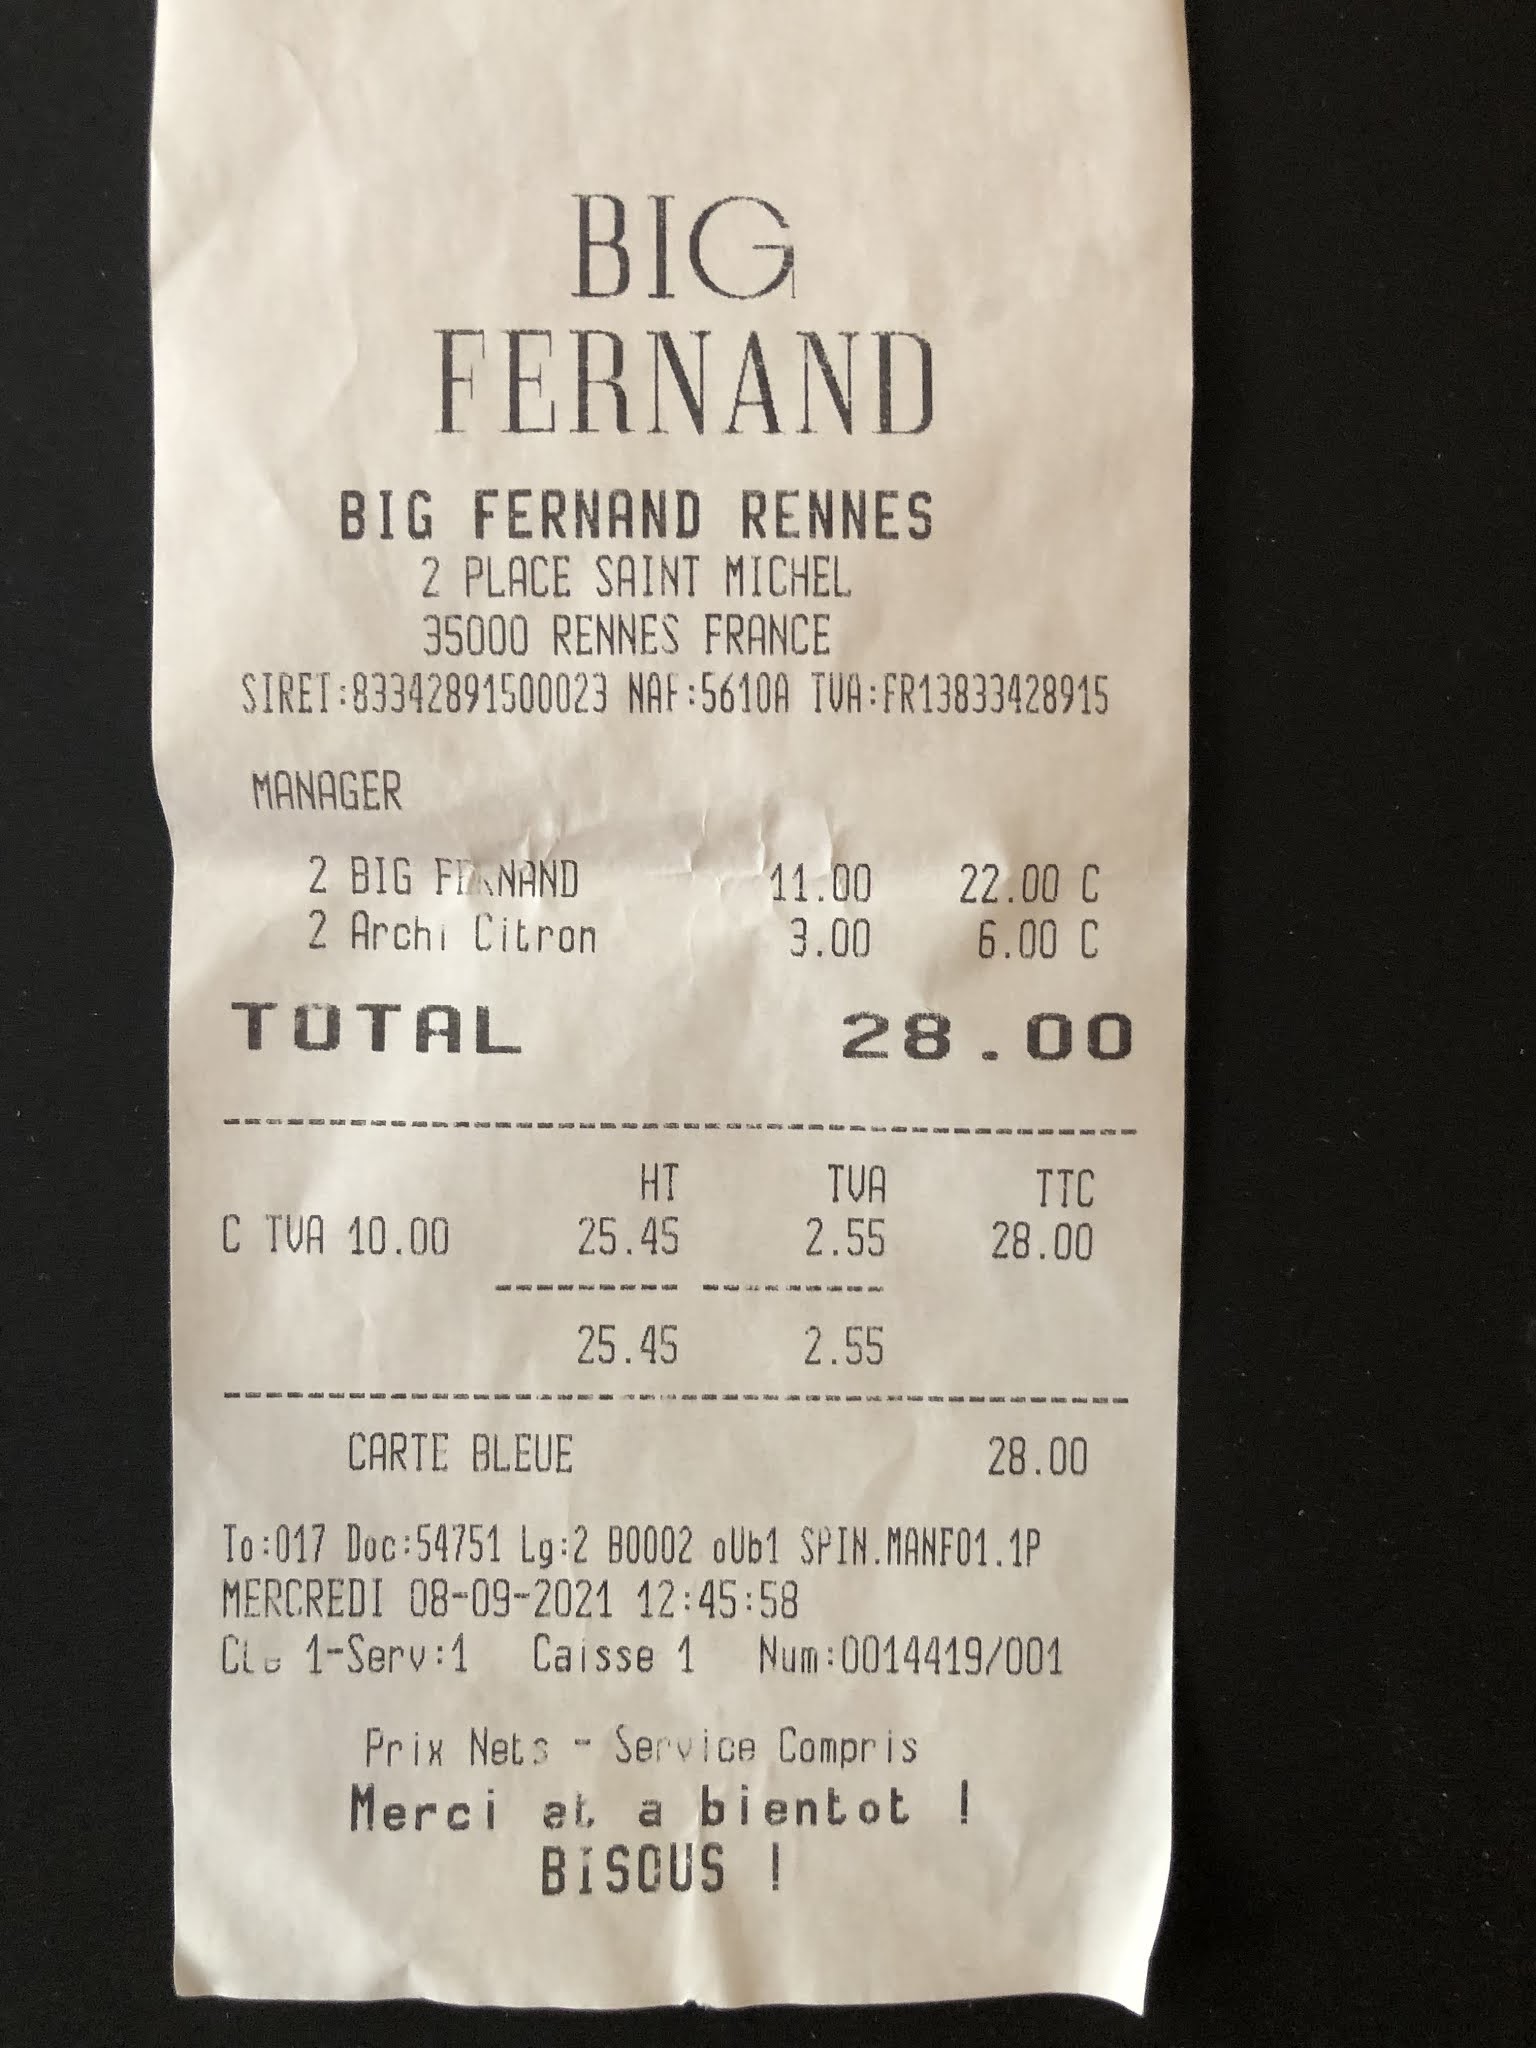 BIG
FERNAND
BIG FERNAND RENNES
2 PLACE SAINT MICHEL
35000 RENNES FRANCE
SIRET:83342891500023 NAF:5610A TVA:FR13833428915
MANAGER
2 BIG FERNAND 11.00 22.00 C
2 Archi Citron 3.00 6.00 C
TOTAL 28.00
HT TVA TTC
C TVA 10.00 25.45 2.55 28.00
25.45 2.55
CARTE BLEUE 28.00
To:017 Doc:54751 Lg:2 B0002 oUb1 SPIN.MANF01.1P
MERCREDI 08-09-2021 12:45:58
1-Serv:1 Caisse 1 Num:0014419/001
Prix Nets - Service Compris
Merci et a bientot !
BISOUS !